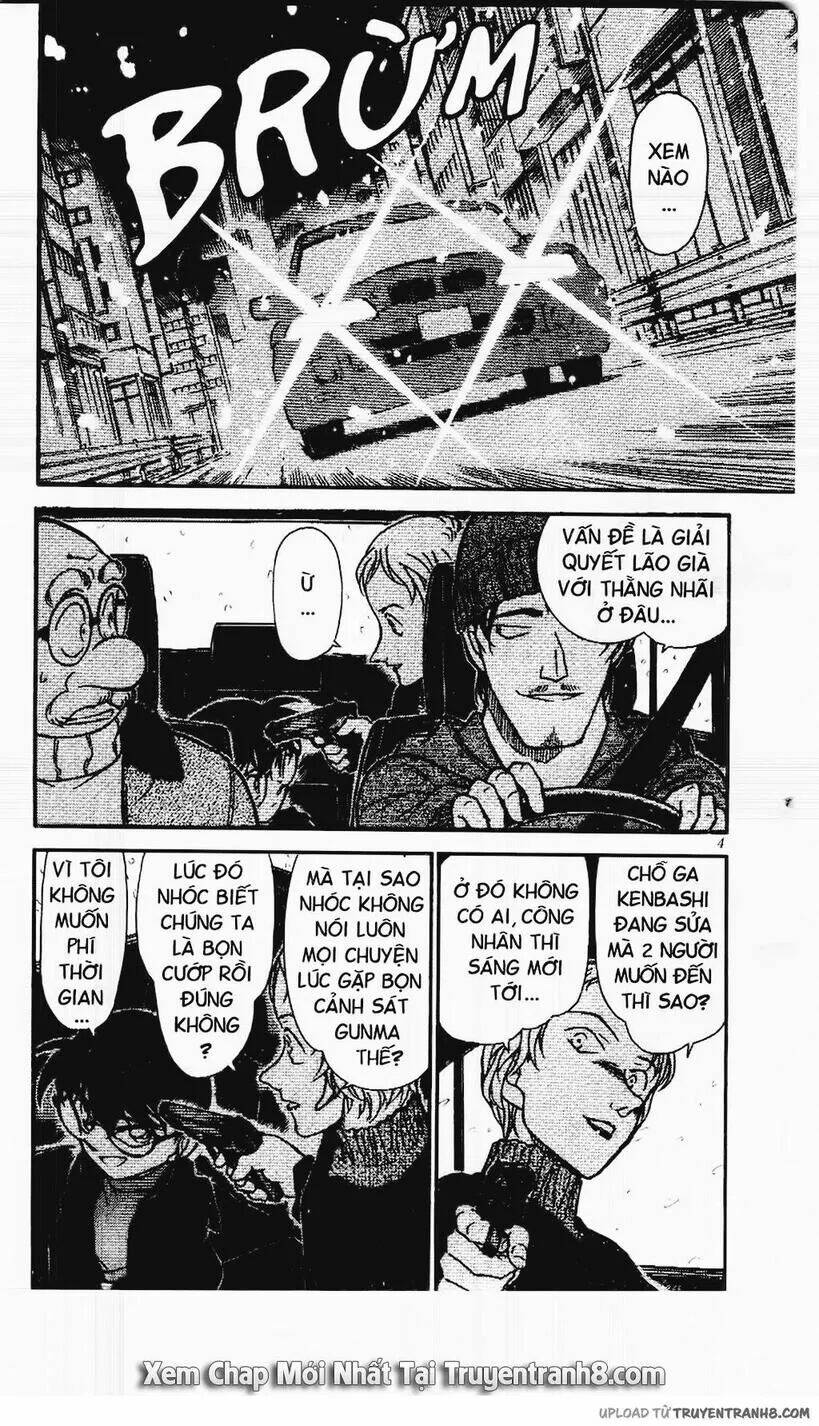 BRỪM
XEM
NÀO
...
VẤN ĐỀ LÀ GIẢI
QUYẾT LÃO GIÀ
VỚI THẰNG NHÃI
Ở ĐÂU...
Ừ
...
4
CHỖ GA
KENBASHI
ĐANG SỬA
MÀ 2 NGƯỜI
MUỐN ĐẾN
THÌ SAO?
Ở ĐÓ KHÔNG
CÓ AI, CÔNG
NHÂN THÌ
SÁNG MỚI
TỚI...
MÀ TẠI SAO
NHÓC KHÔNG
NÓI LUÔN
MỌI CHUYỆN
LÚC GẶP BỌN
CẢNH SÁT
GUNMA
THẾ?
LÚC ĐÓ
NHÓC BIẾT
CHÚNG TA
LÀ BỌN
CƯỚP RỒI
ĐÚNG
KHÔNG
?
VÌ TÔI
KHÔNG
MUỐN
PHÍ
THỜI
GIAN
...
Xem Chap Mới Nhất Tại Truyentranh8.com
UPLOAD TỪ TRUYENTRANH8.COM